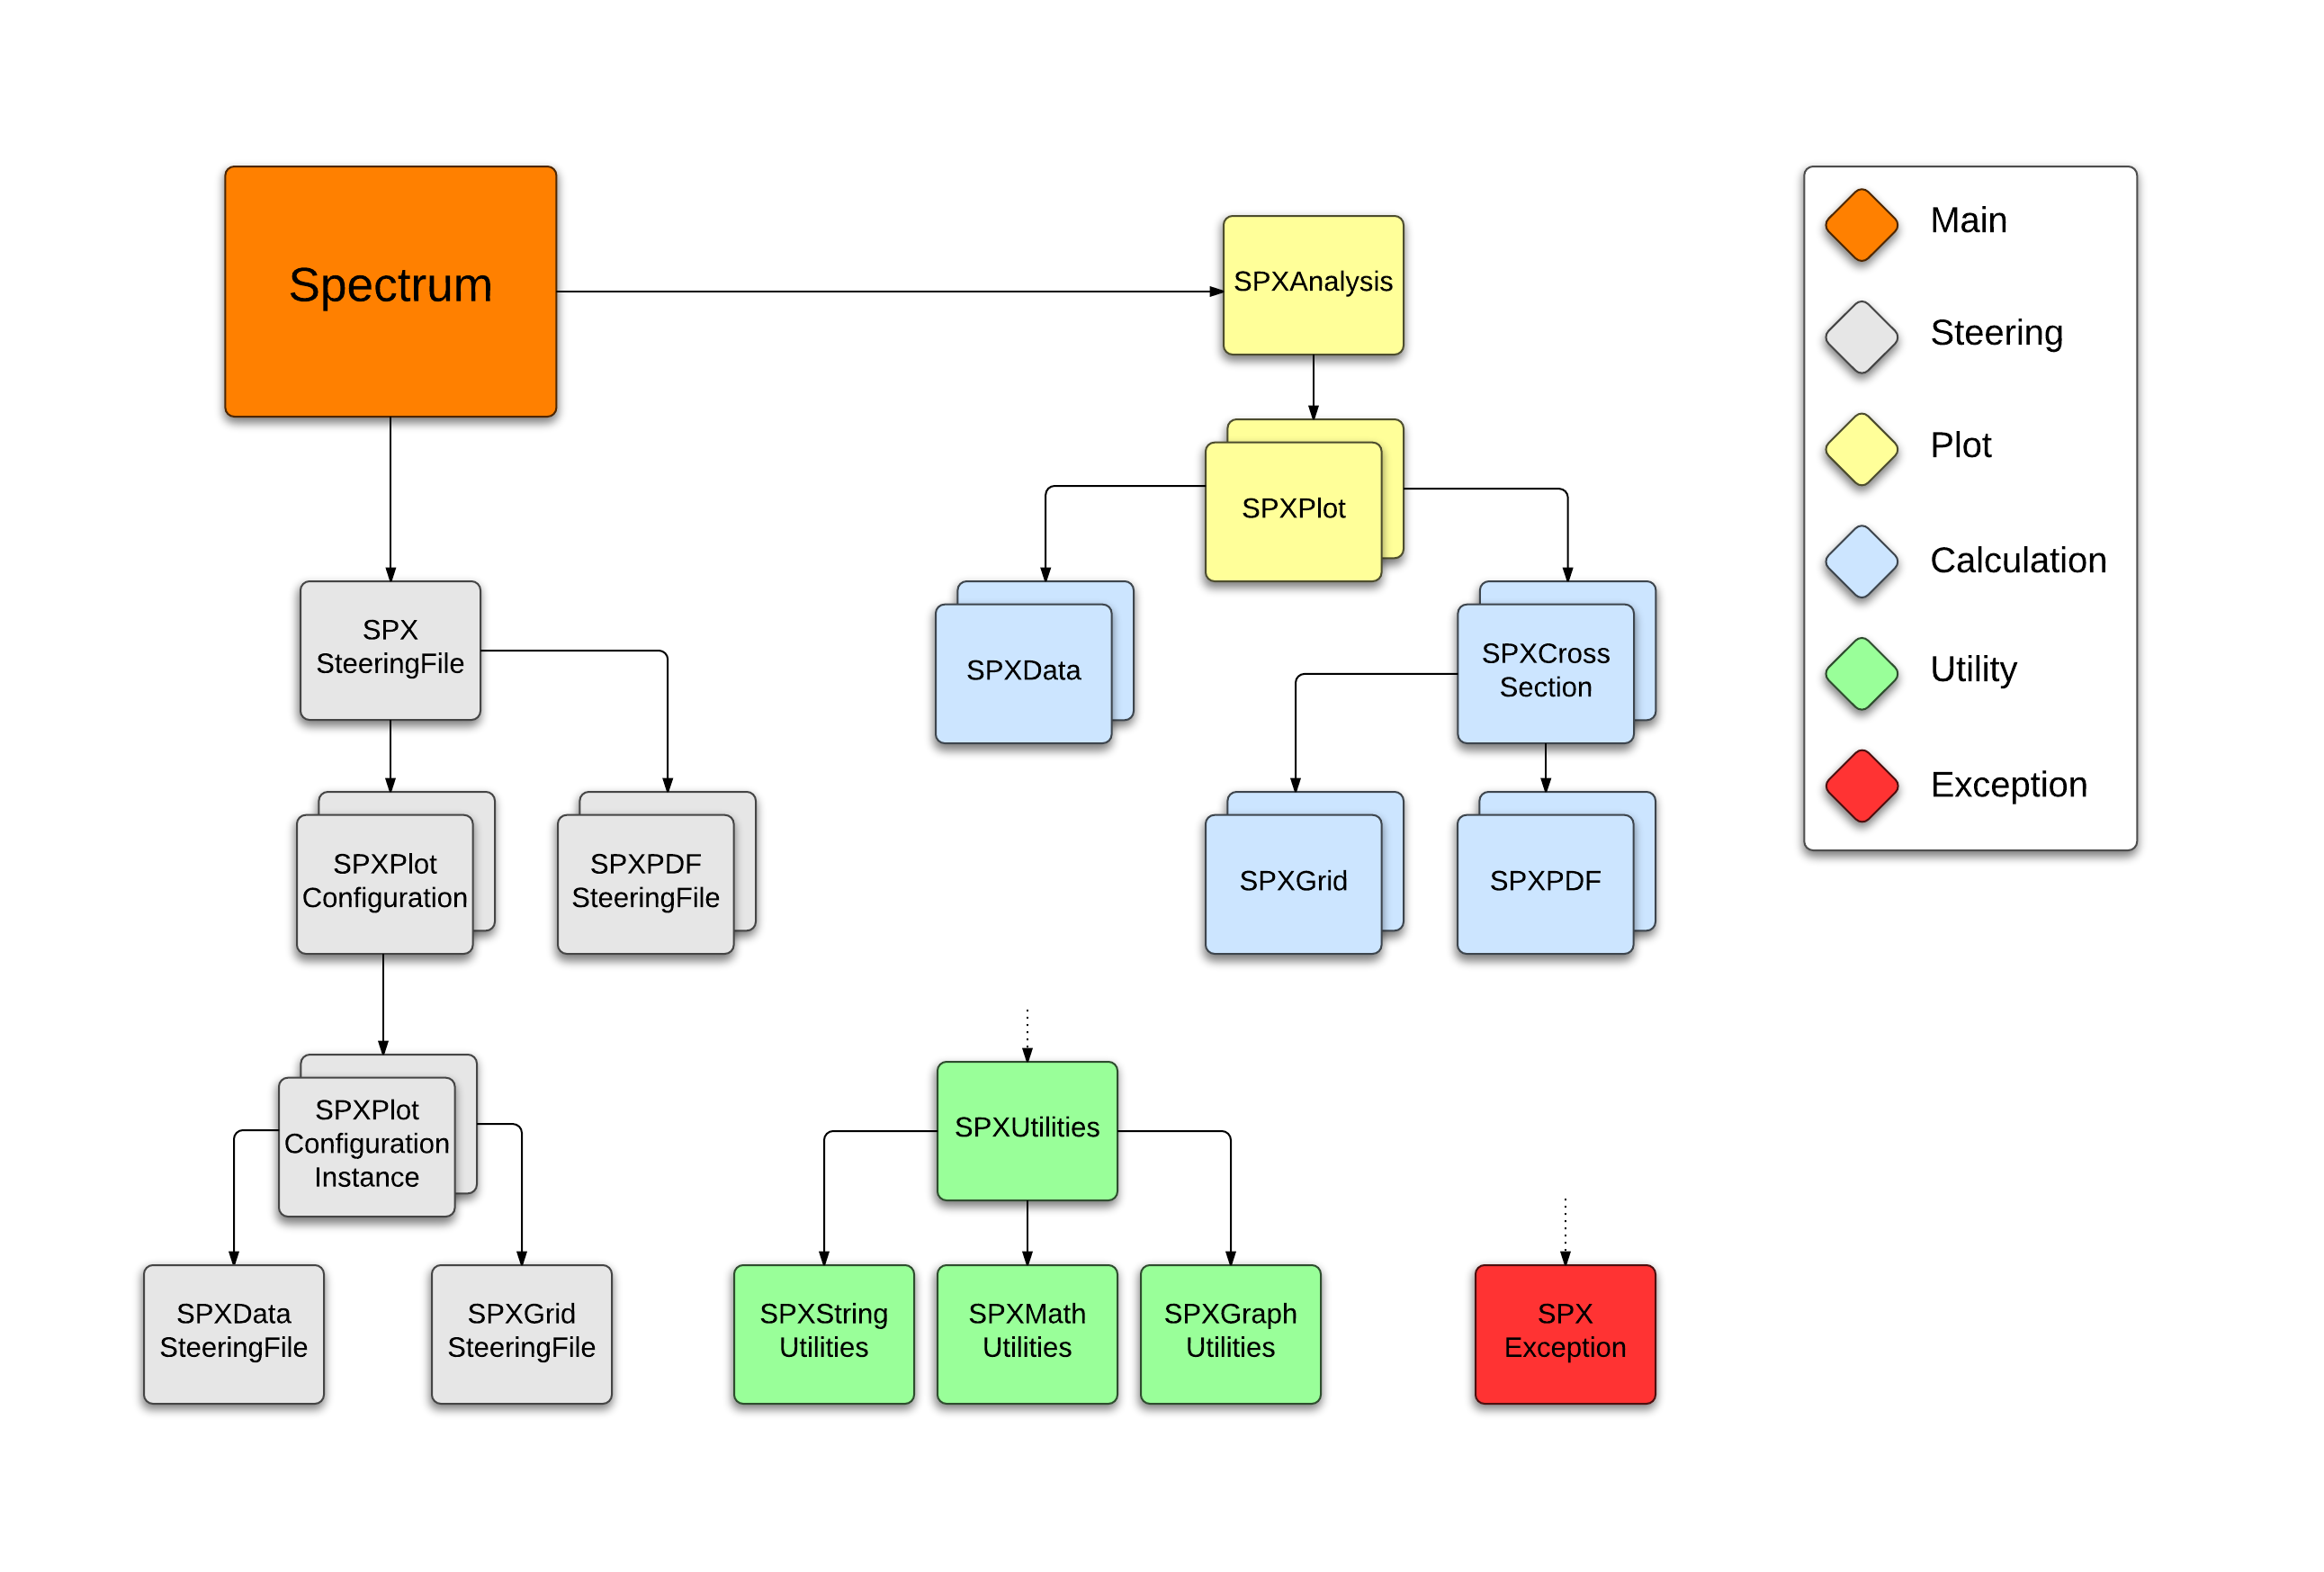 Spectrum
SPXAnalysis
SPXPlot
SPX
SteeringFile
SPXData
SPXCross
Section
SPXPlot
Configuration
SPXPDF
SteeringFile
SPXGrid
SPXPDF
SPXPlot
Configuration
Instance
SPXUtilities
SPXData
SteeringFile
SPXGrid
SteeringFile
SPXString
Utilities
SPXMath
Utilities
SPXGraph
Utilities
SPX
Exception
Main
Steering
Plot
Calculation
Utility
Exception